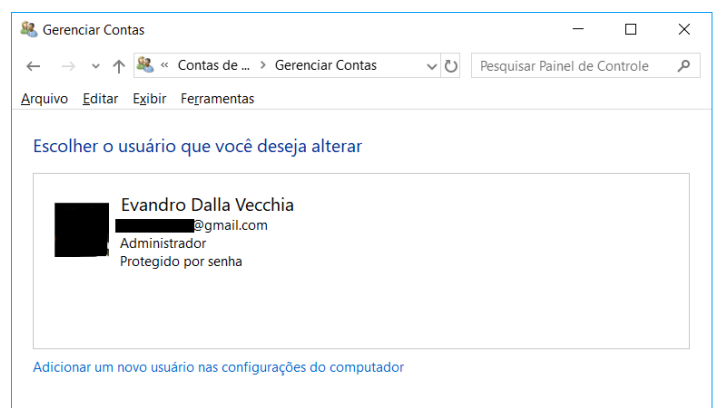 Gerenciar Contas
« Contas de ... > Gerenciar Contas
Pesquisar Painel de Controle
Arquivo Editar Exibir Ferramentas
Escolher o usuário que você deseja alterar
Evandro Dalla Vecchia
@gmail.com
Administrador
Protegido por senha
Adicionar um novo usuário nas configurações do computador